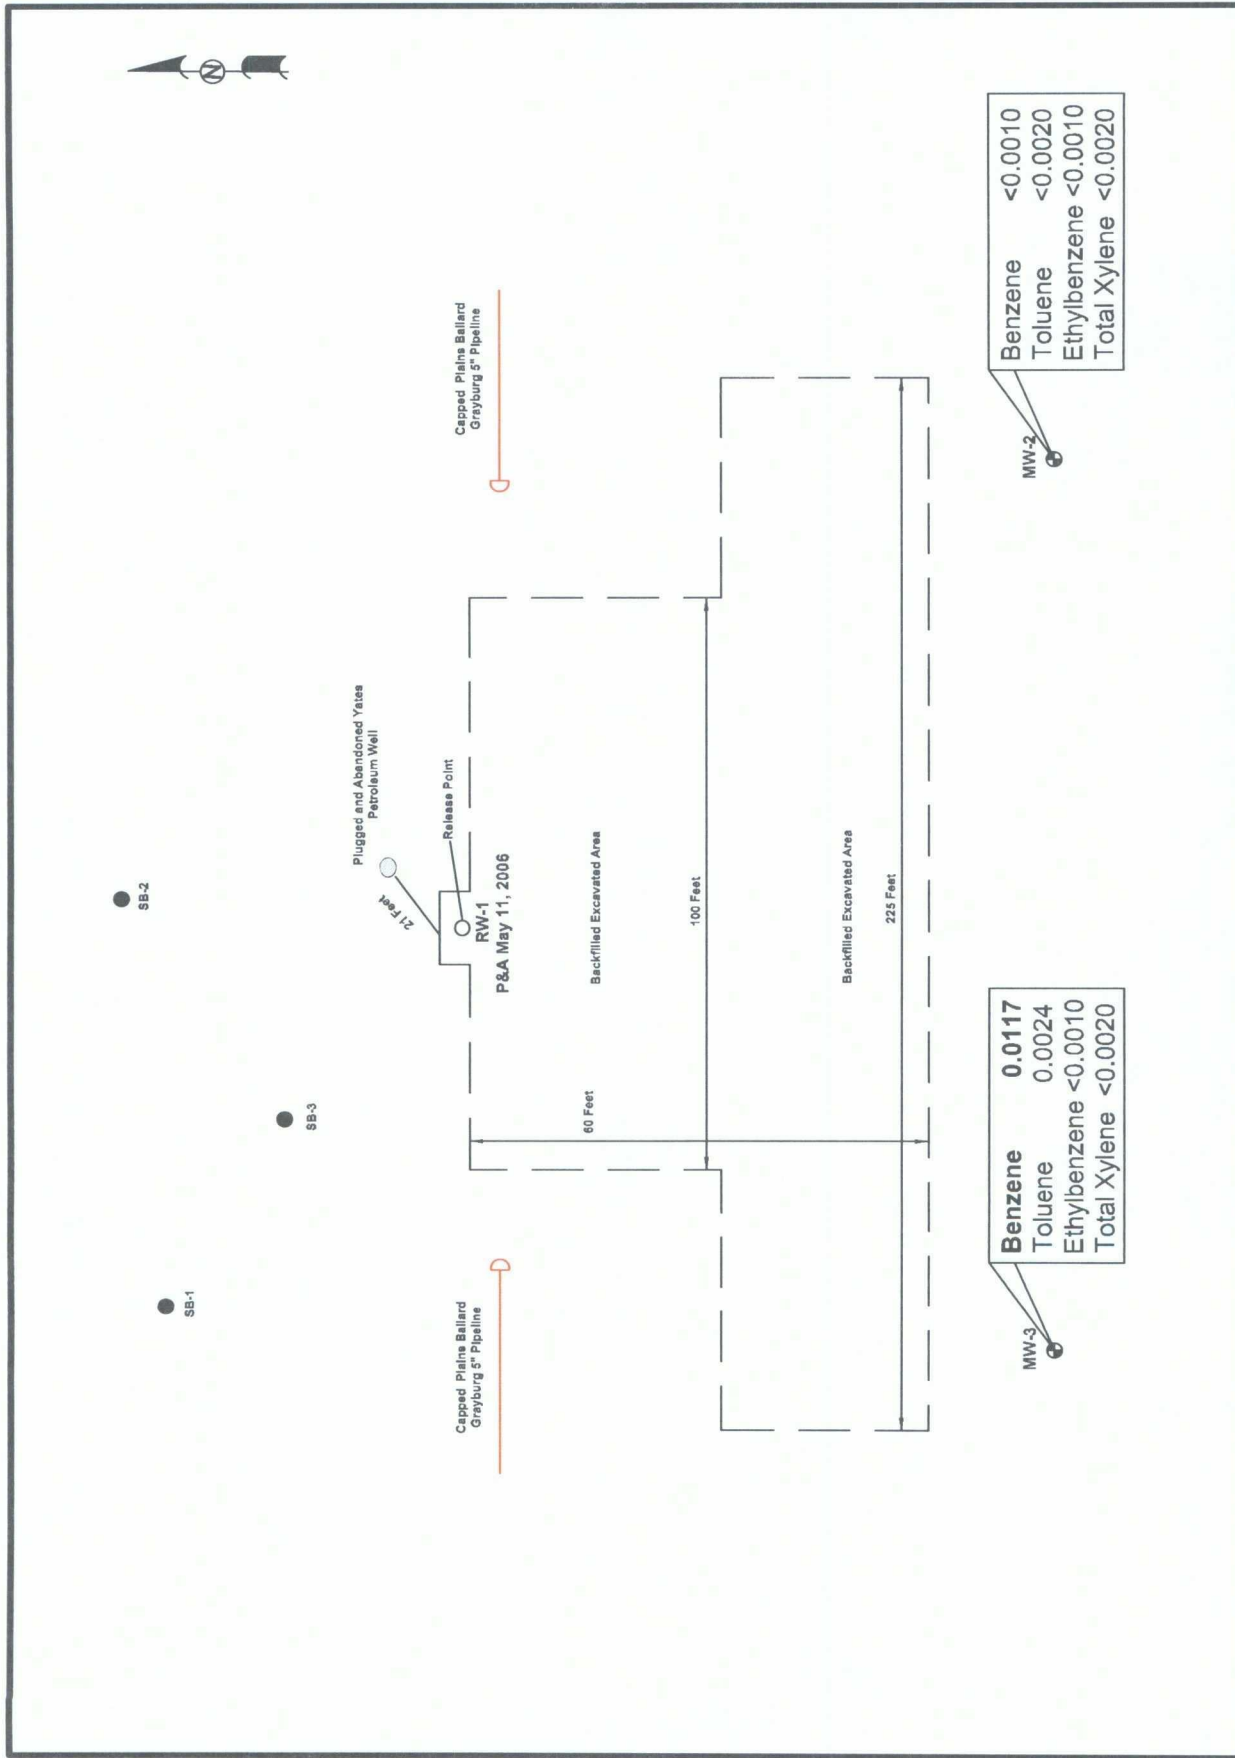 N
SB-2
SB-1
SB-3
Plugged and Abandoned Yates
Petroleum Well
21 Feet
Release Point
RW-1
P&A May 11, 2006
Capped Plains Ballard
Grayburg 5" Pipeline
Capped Plains Ballard
Grayburg 5" Pipeline
Backfilled Excavated Area
60 Feet
100 Feet
Backfilled Excavated Area
225 Feet
MW-3
Benzene 0.0117
Toluene 0.0024
Ethylbenzene <0.0010
Total Xylene <0.0020
MW-2
Benzene <0.0010
Toluene <0.0020
Ethylbenzene <0.0010
Total Xylene <0.0020